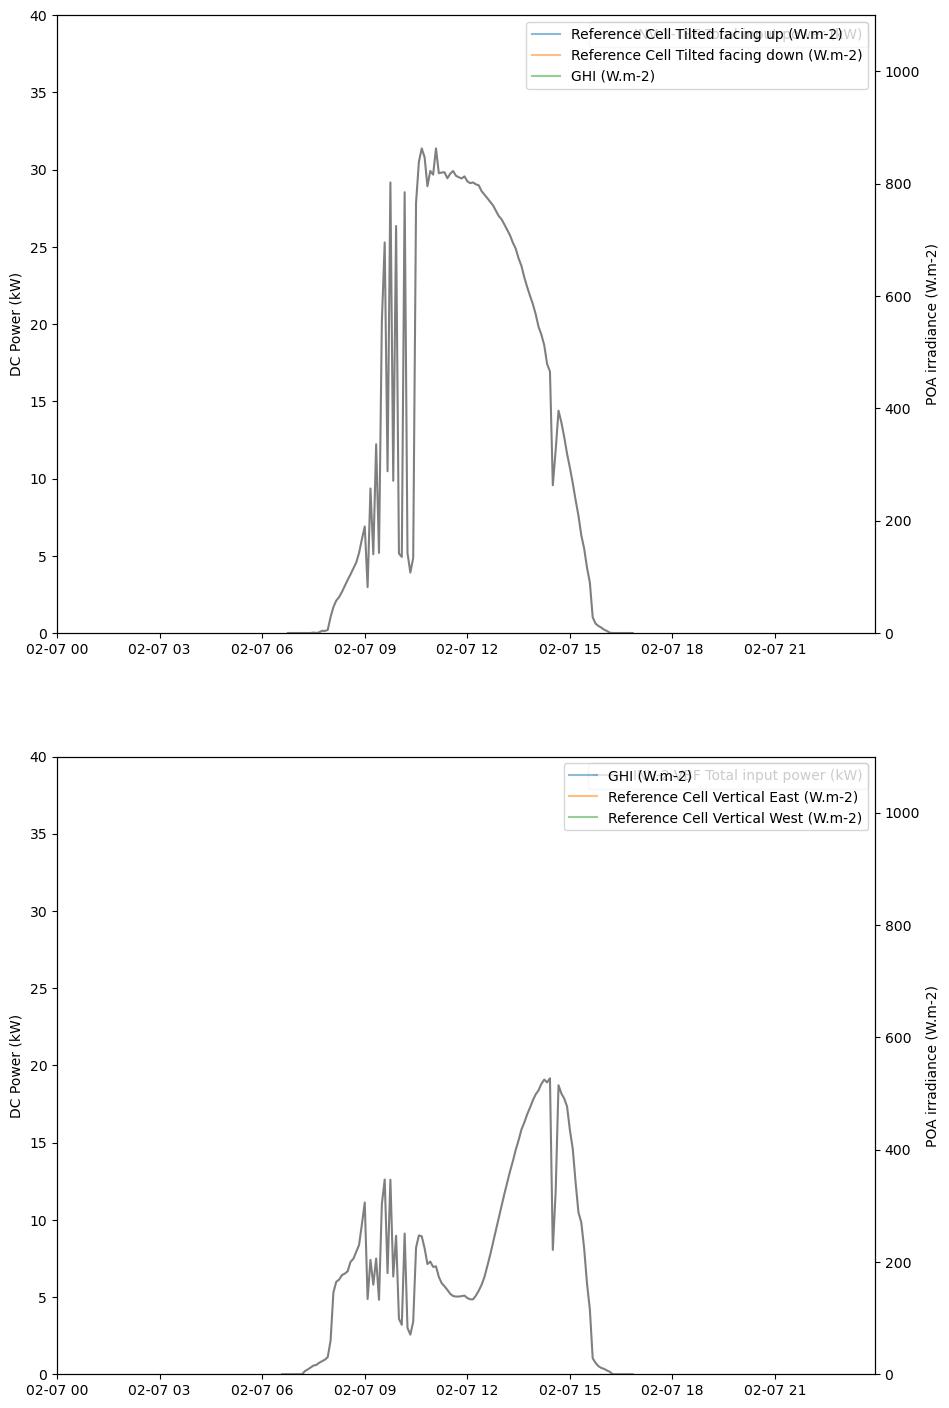 40
35
30
25
20
15
10
5
0
DC Power (kW)
Reference Cell Tilted facing up (W.m-2)
Reference Cell Tilted facing down (W.m-2)
GHI (W.m-2)
1000
800
600
400
200
0
POA irradiance (W.m-2)
02-07 00 02-07 03 02-07 06 02-07 09 02-07 12 02-07 15 02-07 18 02-07 21
40
35
30
25
20
15
10
5
0
DC Power (kW)
GHI (W.m-2)
Total input power (kW)
Reference Cell Vertical East (W.m-2)
Reference Cell Vertical West (W.m-2)
1000
800
600
400
200
0
POA irradiance (W.m-2)
02-07 00 02-07 03 02-07 06 02-07 09 02-07 12 02-07 15 02-07 18 02-07 21